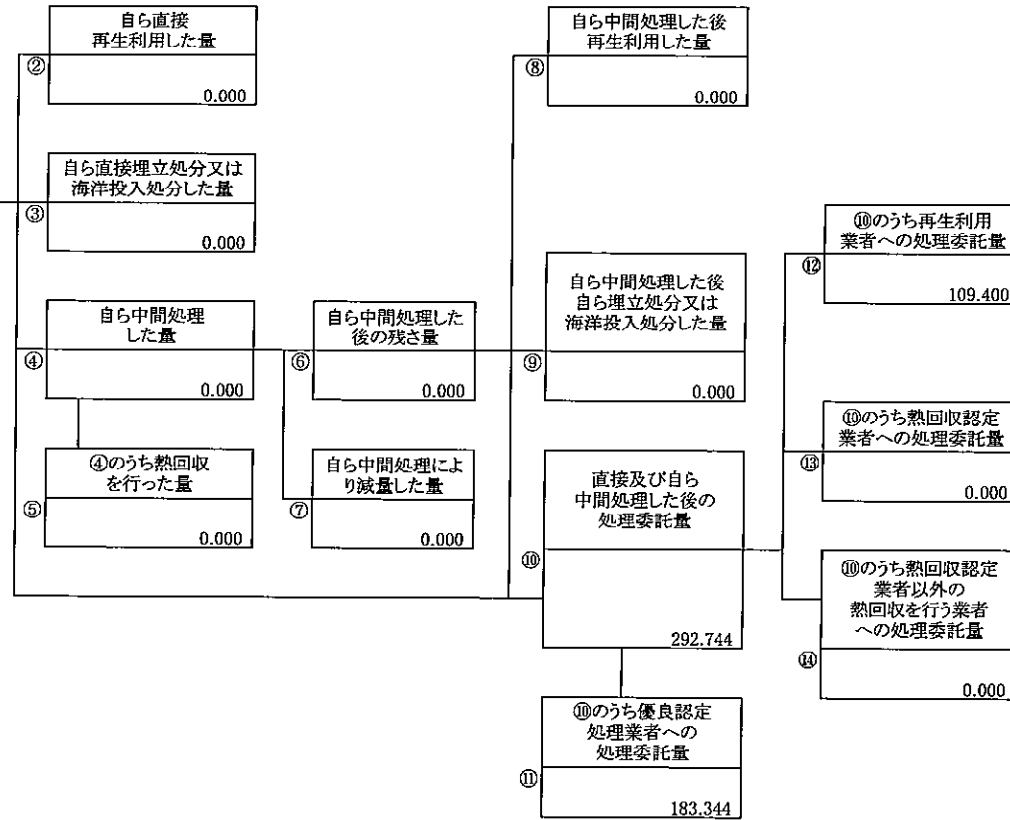 自ら直接
再生利用した量
②
0.000
自ら直接埋立処分又は
海洋投入処分した量
③
0.000
自ら中間処理
した量
④
0.000
④のうち熱回収
を行った量
⑤
0.000
自ら中間処理した
後の残さ量
⑥
0.000
自ら中間処理によ
り減量した量
⑦
0.000
自ら中間処理した後
再生利用した量
⑧
0.000
自ら中間処理した後
自ら埋立処分又は
海洋投入処分した量
⑨
0.000
直接及び自ら
中間処理した後の
処理委託量
⑩
292.744
⑩のうち優良認定
処理業者への
処理委託量
⑪
183.344
⑩のうち再生利用
業者への処理委託量
⑫
109.400
⑩のうち熱回収認定
業者への処理委託量
⑬
0.000
⑩のうち熱回収認定
業者以外の
熱回収を行う業者
への処理委託量
⑭
0.000